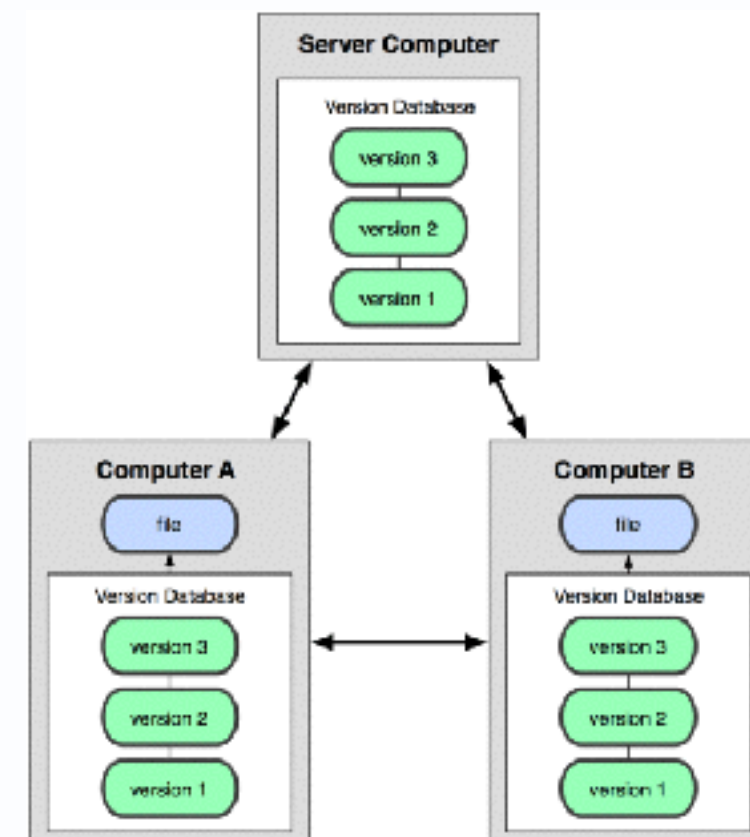 Server Computer
Version Database
version 3
version 2
version 1
Computer A
file
Version Database
version 3
version 2
version 1
Computer B
file
Version Database
version 3
version 2
version 1